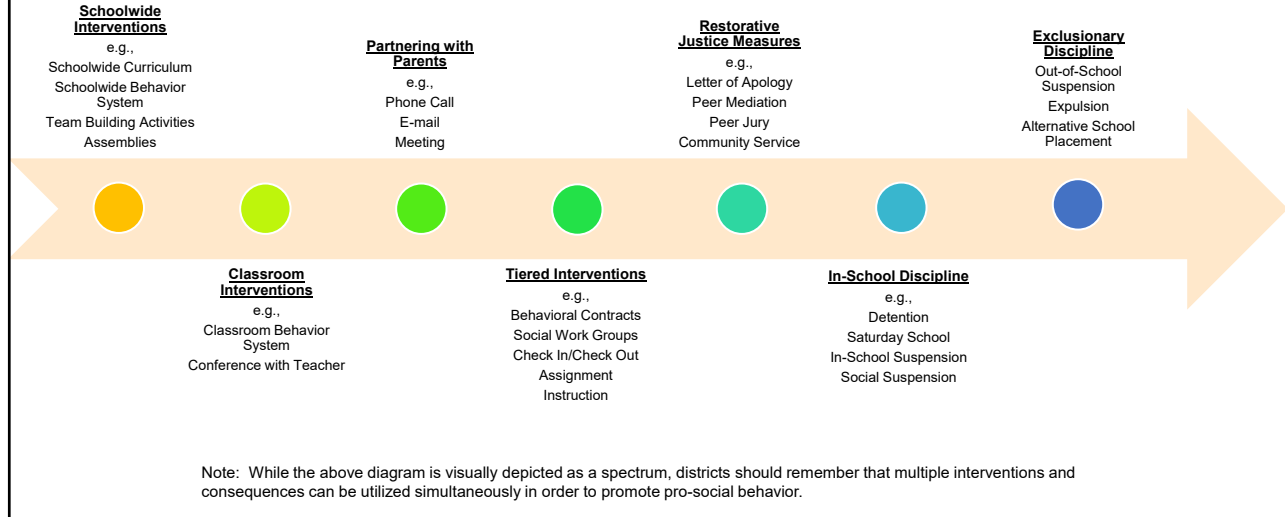 Schoolwide
Interventions
e.g.,
Schoolwide Curriculum
Schoolwide Behavior
System
Team Building Activities
Assemblies
Classroom
Interventions
e.g.,
Classroom Behavior
System
Conference with Teacher
Partnering with
Parents
e.g.,
Phone Call
E-mail
Meeting
Tiered Interventions
e.g.,
Behavioral Contracts
Social Work Groups
Check In/Check Out
Assignment
Instruction
Restorative
Justice Measures
e.g.,
Letter of Apology
Peer Mediation
Peer Jury
Community Service
In-School Discipline
e.g.,
Detention
Saturday School
In-School Suspension
Social Suspension
Exclusionary
Discipline
Out-of-School
Suspension
Expulsion
Alternative School
Placement
Note: While the above diagram is visually depicted as a spectrum, districts should remember that multiple interventions and
consequences can be utilized simultaneously in order to promote pro-social behavior.